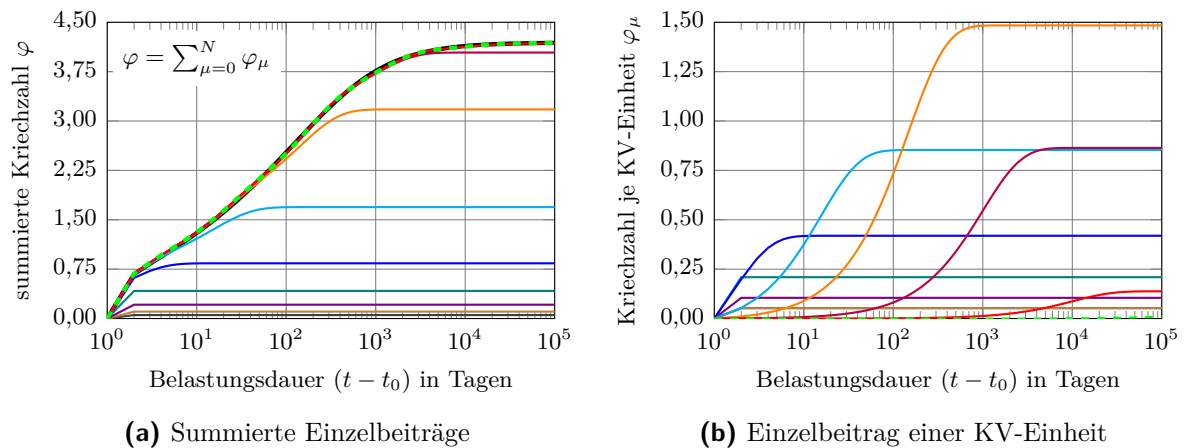 summierte Kriechzahl φ
4,50
3,75
3,00
2,25
1,50
0,75
0,00
φ = ∑_{μ=0}^{N} φ_μ
10^0 10^1 10^2 10^3 10^4 10^5
Belastungsdauer (t − t_0) in Tagen
(a) Summierte Einzelbeiträge
Kriechzahl je KV-Einheit φ_μ
1,50
1,25
1,00
0,75
0,50
0,25
0,00
10^0 10^1 10^2 10^3 10^4 10^5
Belastungsdauer (t − t_0) in Tagen
(b) Einzelbeitrag einer KV-Einheit